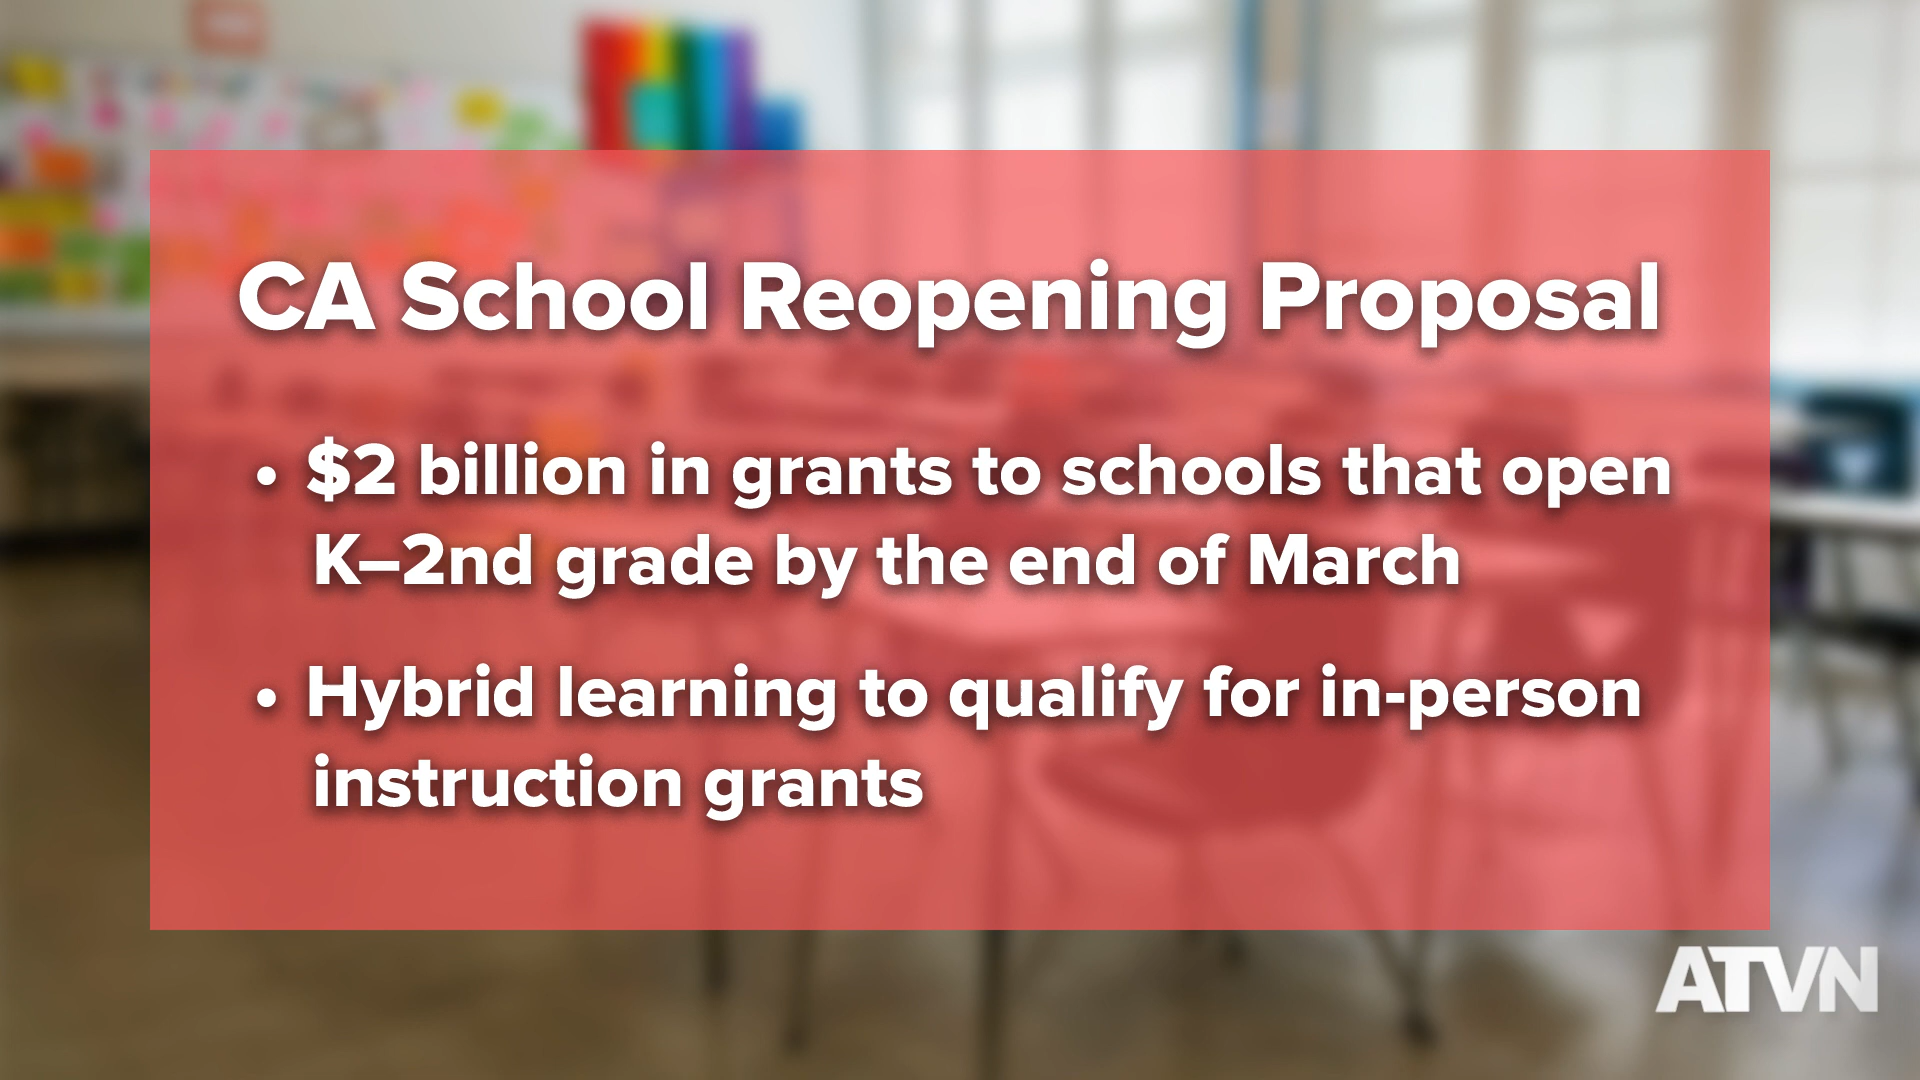 CA School Reopening Proposal
• $2 billion in grants to schools that open
K–2nd grade by the end of March
• Hybrid learning to qualify for in-person
instruction grants
ATVN